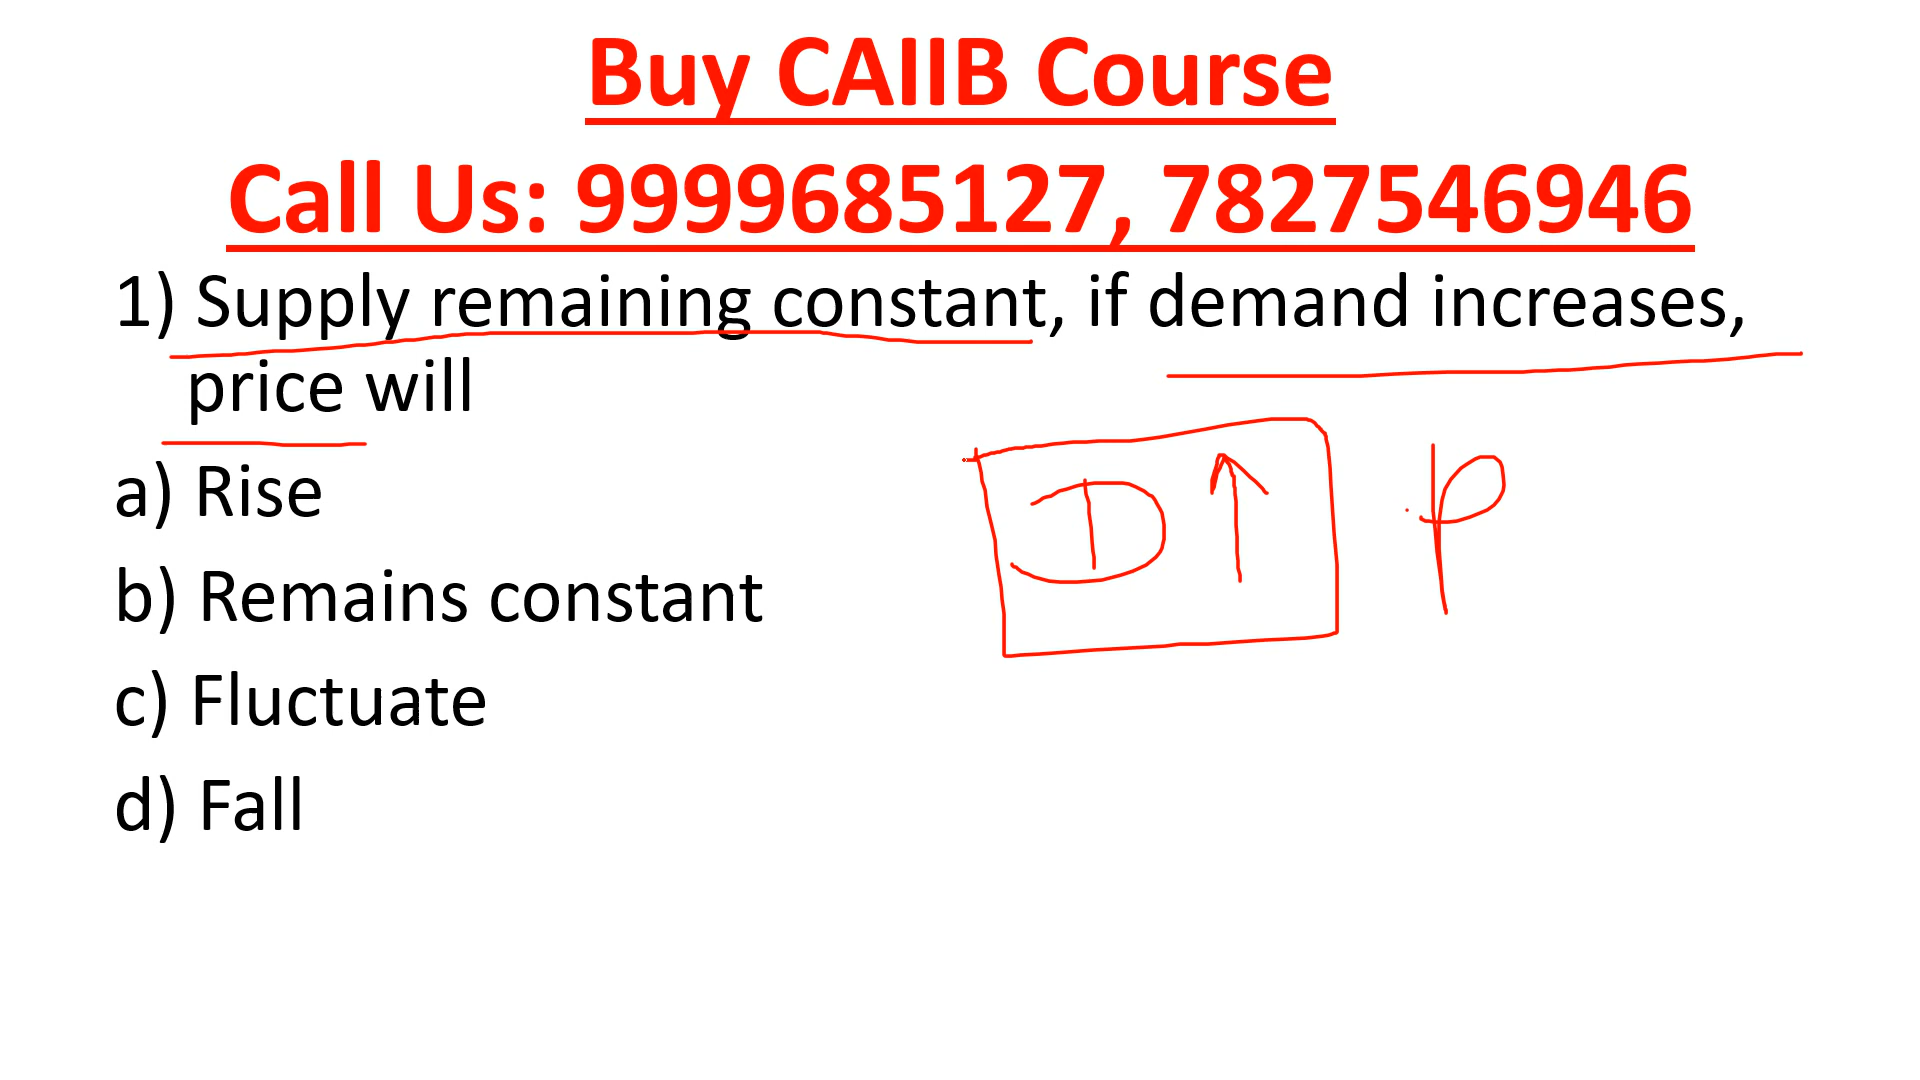 Buy CAIIB Course
Call Us: 9999685127, 7827546946
1) Supply remaining constant, if demand increases,
price will
a) Rise
D ↑ P
b) Remains constant
c) Fluctuate
d) Fall